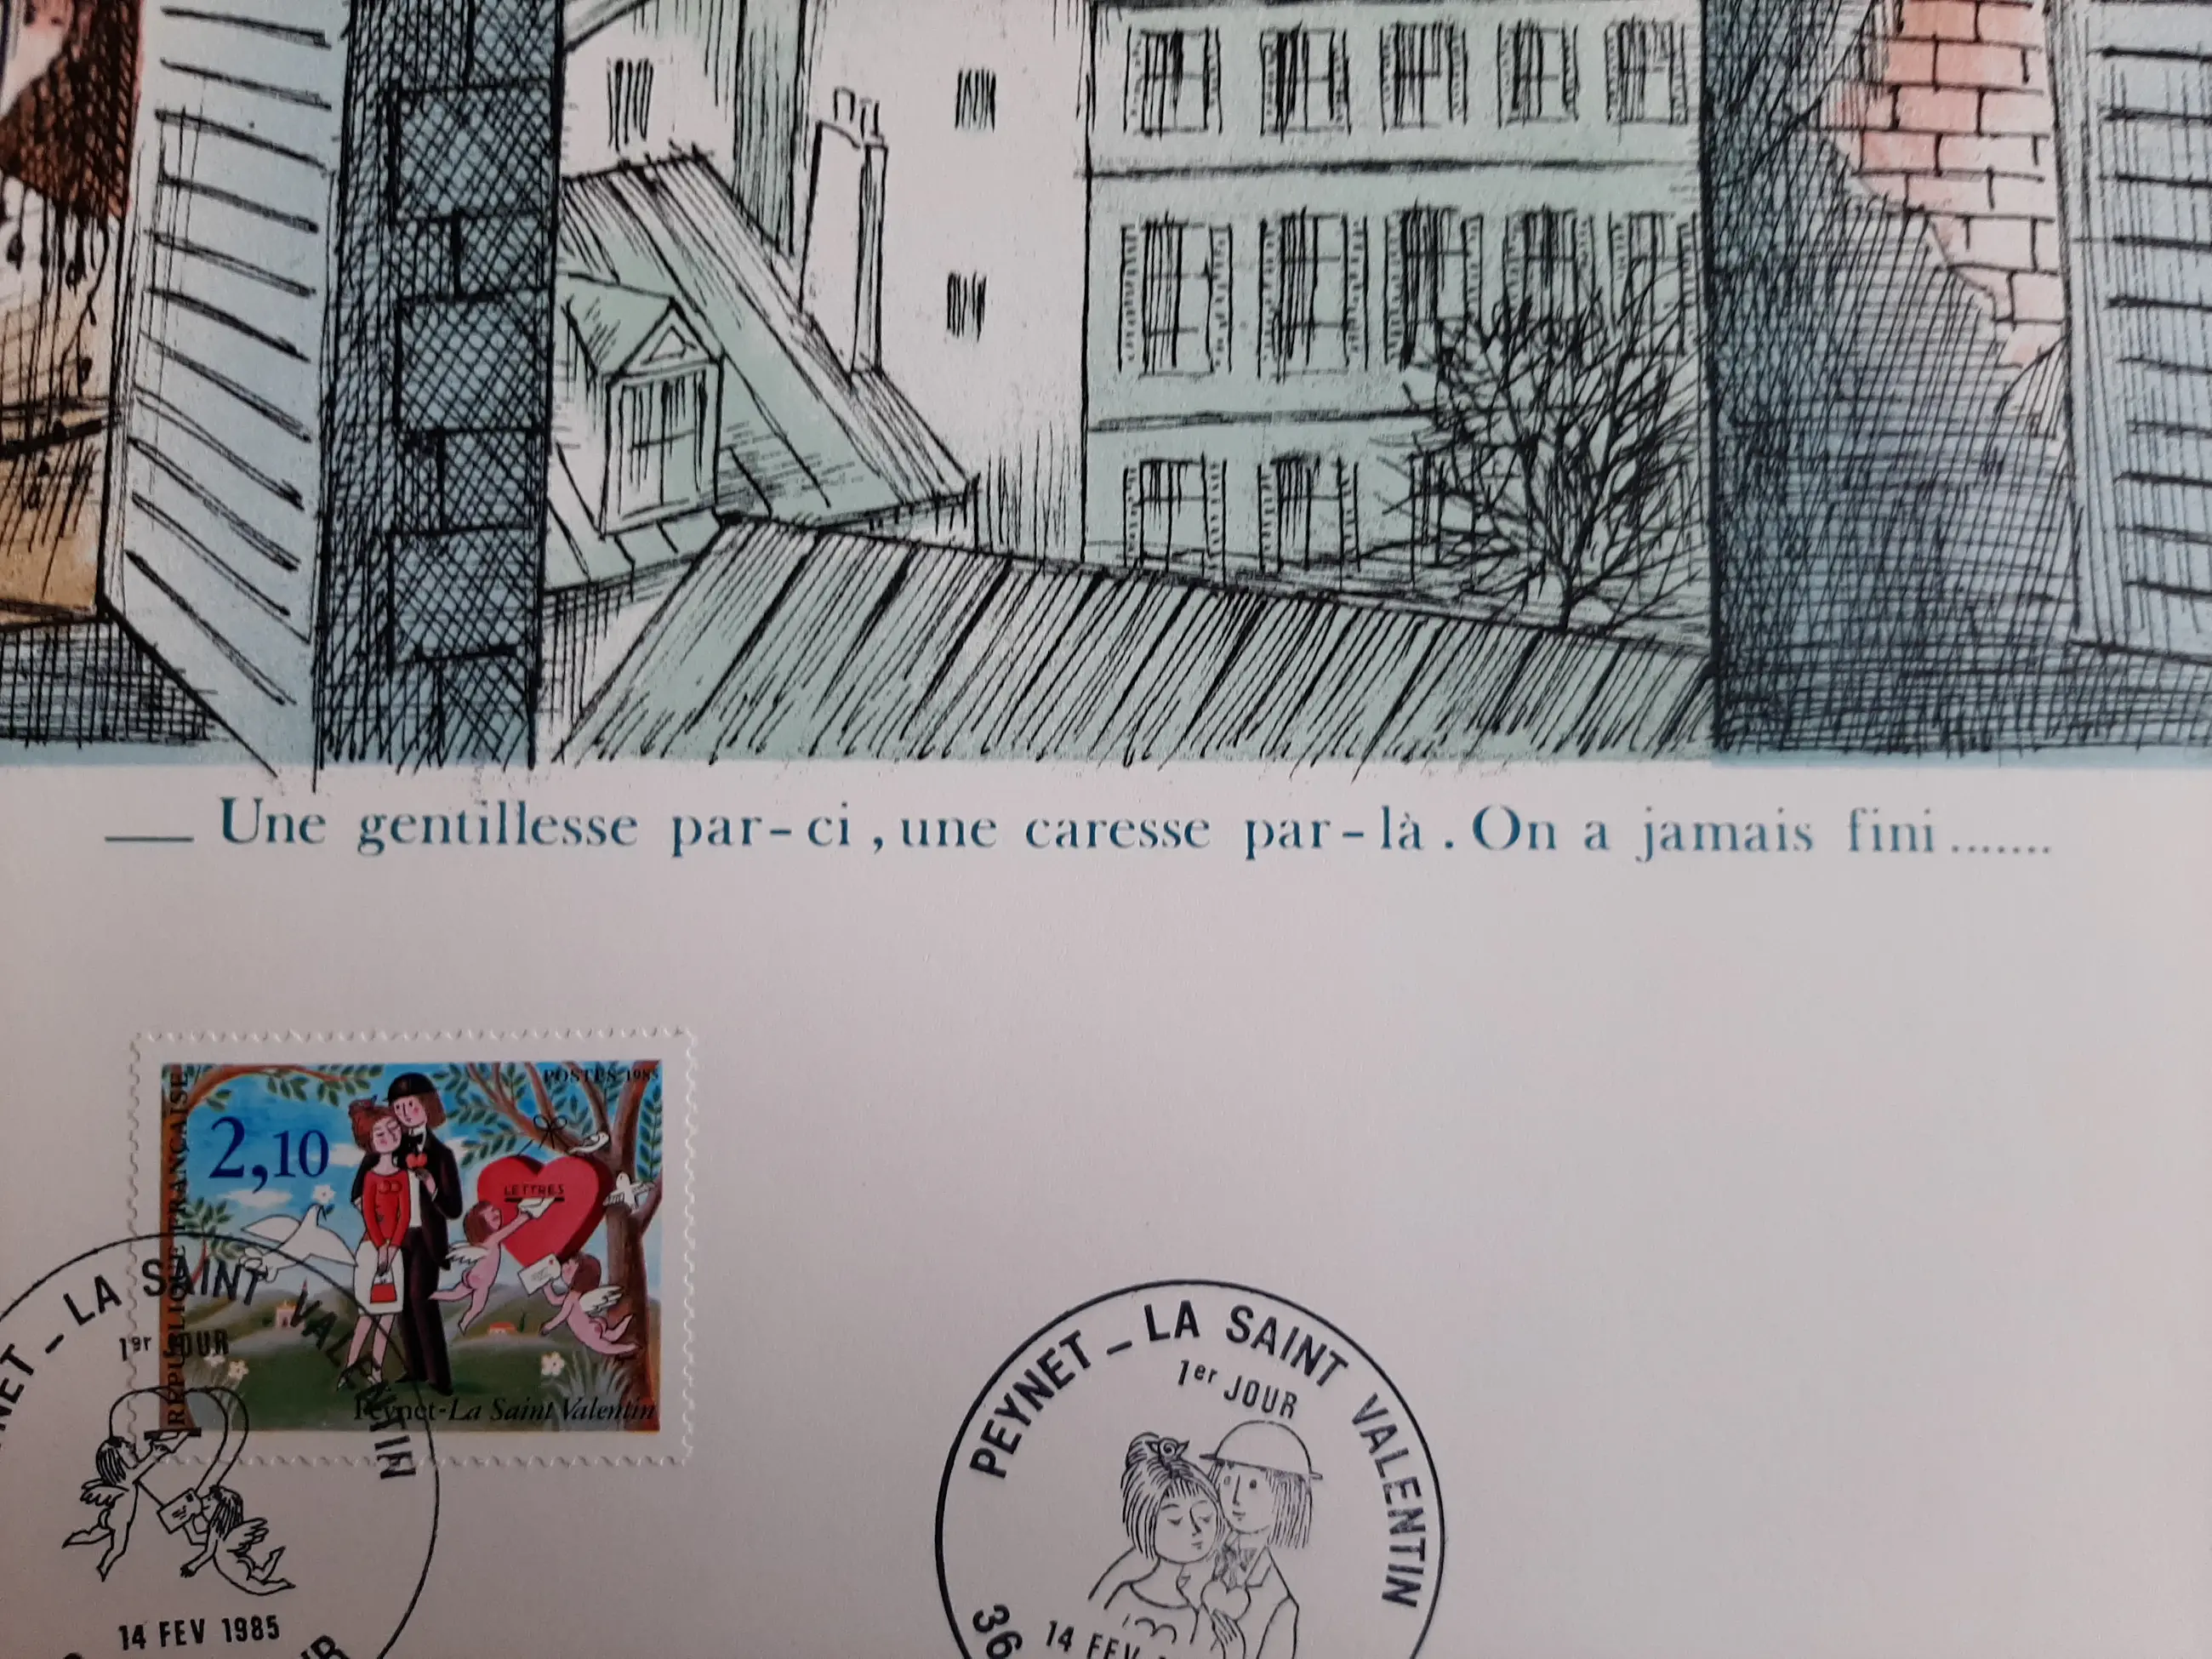 — Une gentillesse par-ci, une caresse par-là. On a jamais fini.......
POSTES 1985
2,10
RÉPUBLIQUE FRANÇAISE
LETTRES
Peynet-La Saint Valentin
LA SAINT VALENTIN
1er JOUR
14 FEV 1985
PEYNET - LA SAINT VALENTIN
1er JOUR
36
14 FEV